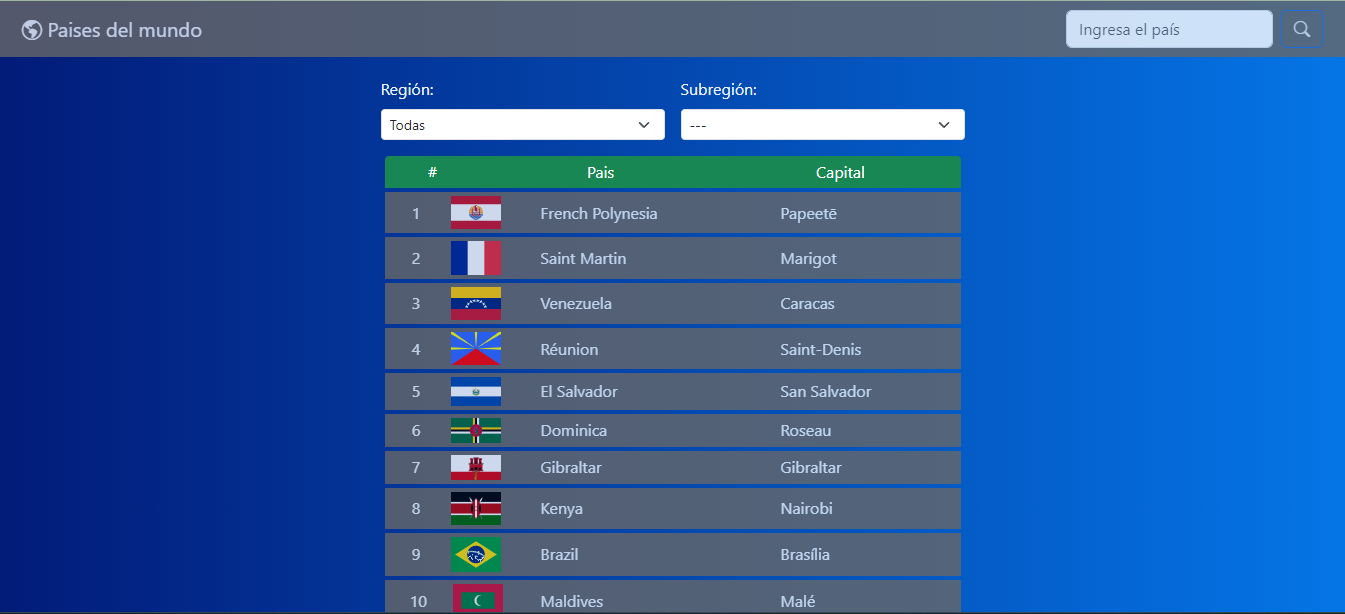 Paises del mundo
Ingresa el país
Región: Subregión:
Todas ---
# Pais Capital
1 French Polynesia Papeetē
2 Saint Martin Marigot
3 Venezuela Caracas
4 Réunion Saint-Denis
5 El Salvador San Salvador
6 Dominica Roseau
7 Gibraltar Gibraltar
8 Kenya Nairobi
9 Brazil Brasília
10 Maldives Malé